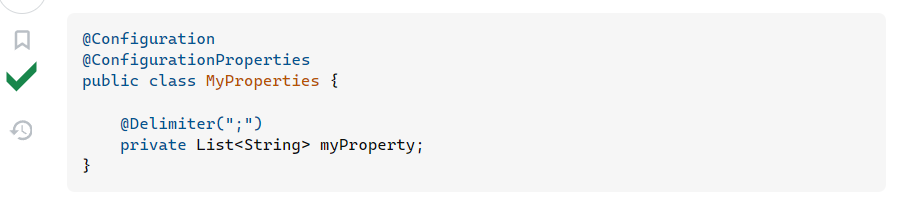 @Configuration
@ConfigurationProperties
public class MyProperties {
@Delimiter(";")
private List<String> myProperty;
}